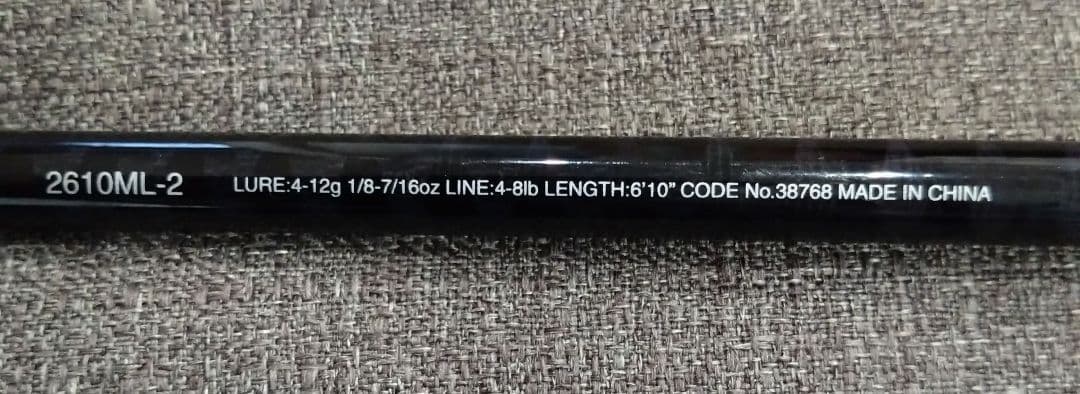 2610ML-2 LURE:4-12g 1/8-7/16oz LINE:4-8lb LENGTH:6'10" CODE No.38768 MADE IN CHINA